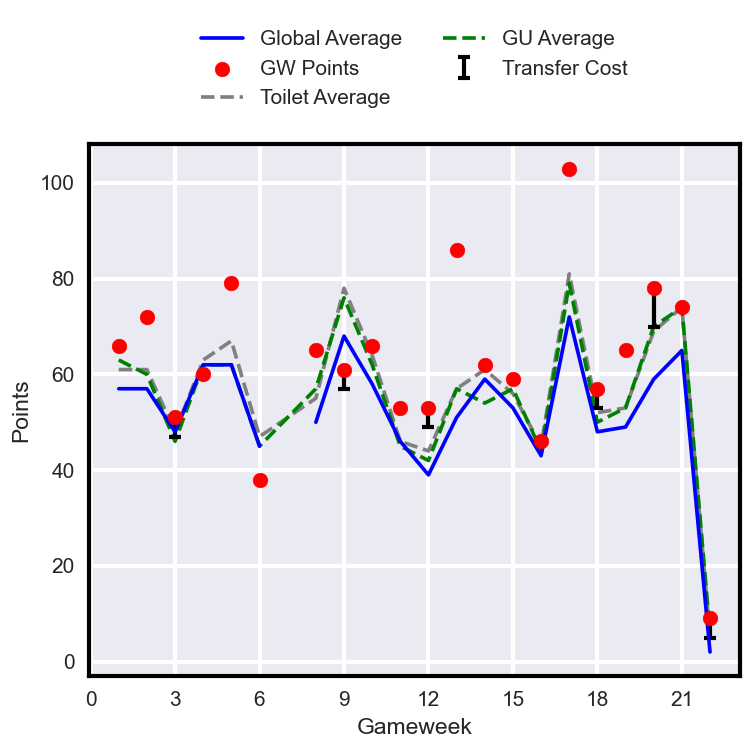 Global Average
GW Points
Toilet Average
GU Average
Transfer Cost
Points
100
80
60
40
20
0
0 3 6 9 12 15 18 21
Gameweek